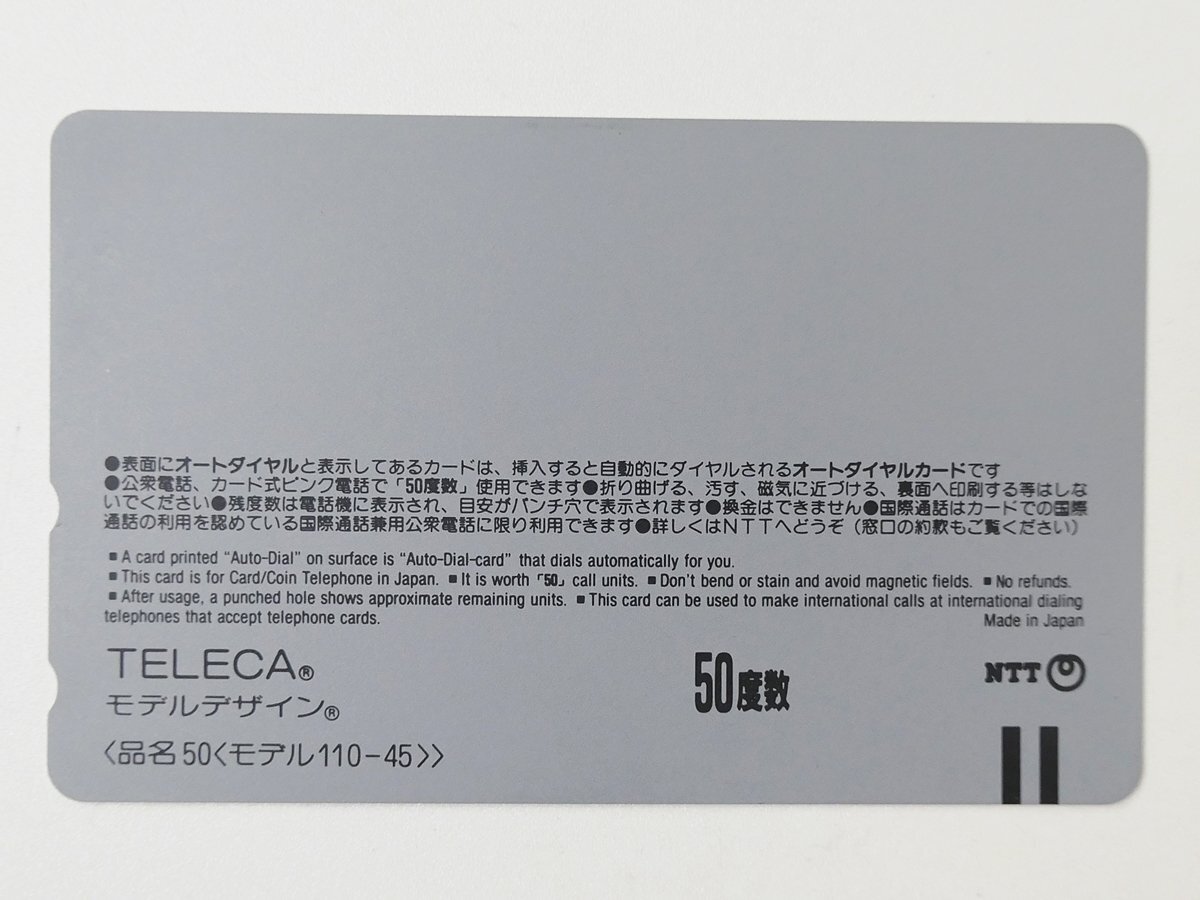 ●表面にオートダイヤルと表示してあるカードは、挿入すると自動的にダイヤルされるオートダイヤルカードです
●公衆電話、カード式ピンク電話で「50度数」使用できます●折り曲げる、汚す、磁気に近づける、裏面へ印刷する等はしな
いでください●残度数は電話機に表示され、目安がパンチ穴で表示されます●換金はできません●国際通話はカードでの国際
通話の利用を認めている国際通話兼用公衆電話に限り利用できます●詳しくはNTTへどうぞ（窓口の約款もご覧ください）
■A card printed “Auto-Dial” on surface is “Auto-Dial-card” that dials automatically for you.
■This card is for Card/Coin Telephone in Japan. ■It is worth「50」call units. ■Don't bend or stain and avoid magnetic fields. ■No refunds.
■After usage, a punched hole shows approximate remaining units. ■This card can be used to make international calls at international dialing
telephones that accept telephone cards.
Made in Japan
TELECA®
モデルデザイン®
50度数
NTT
〈品名50〈モデル110-45〉〉